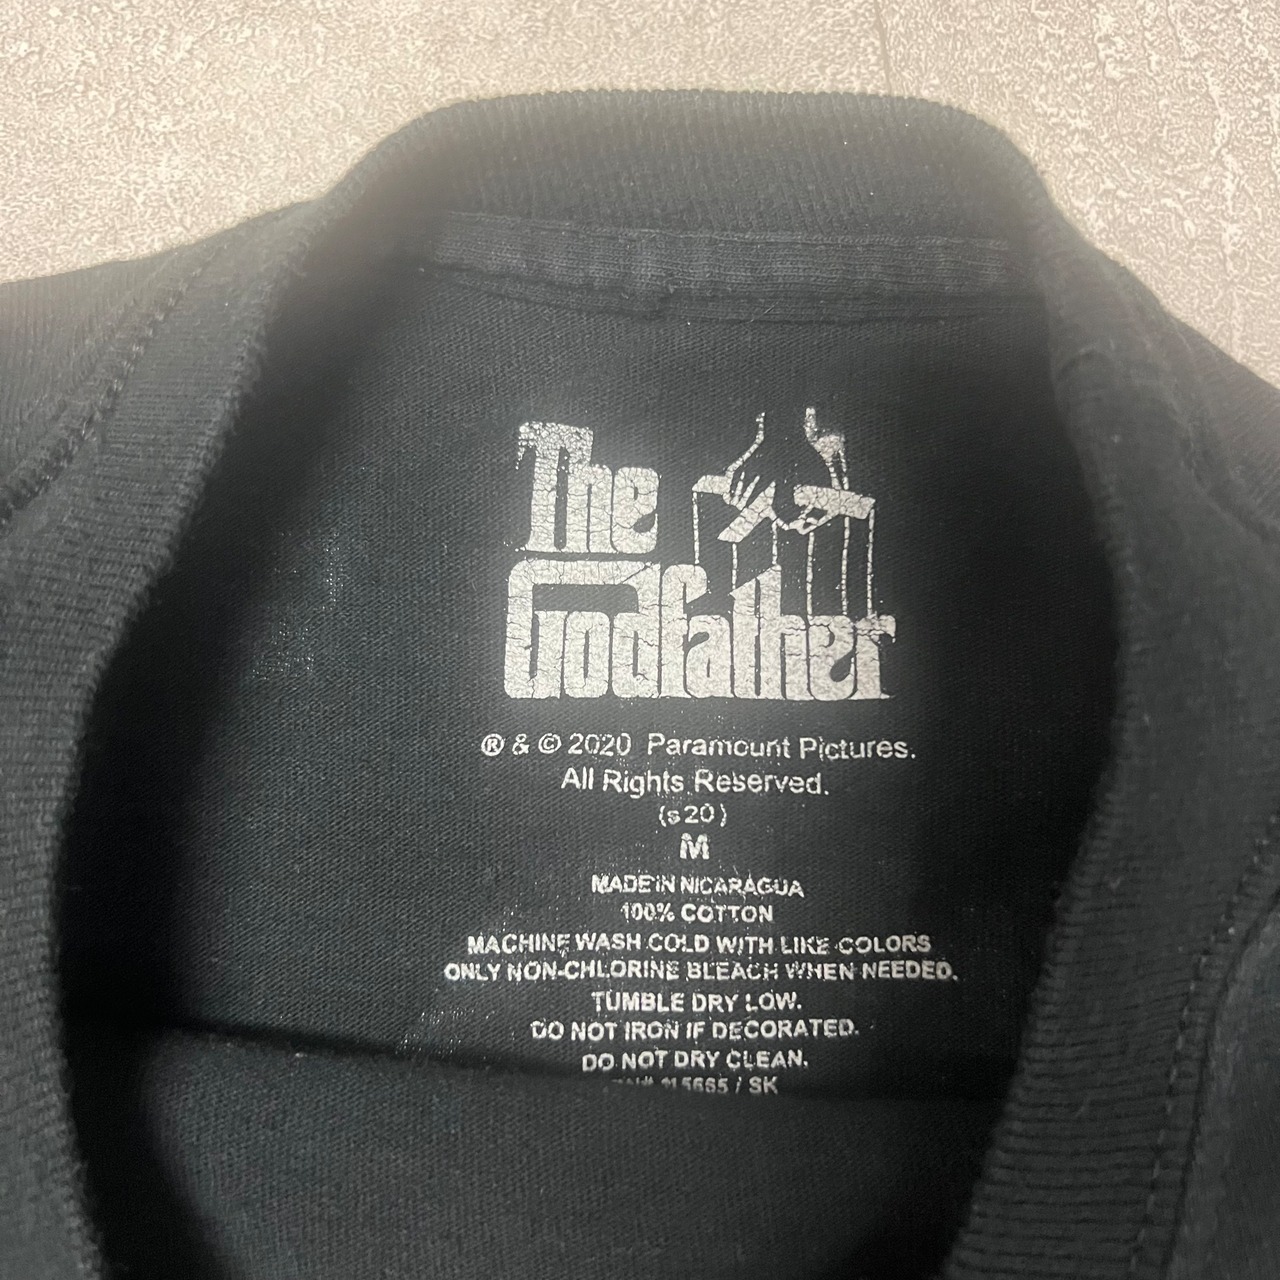 The
Godfather
® & © 2020 Paramount Pictures.
All Rights Reserved.
(s20)
M
MADE IN NICARAGUA
100% COTTON
MACHINE WASH COLD WITH LIKE COLORS
ONLY NON-CHLORINE BLEACH WHEN NEEDED.
TUMBLE DRY LOW.
DO NOT IRON IF DECORATED.
DO NOT DRY CLEAN.
/ SK